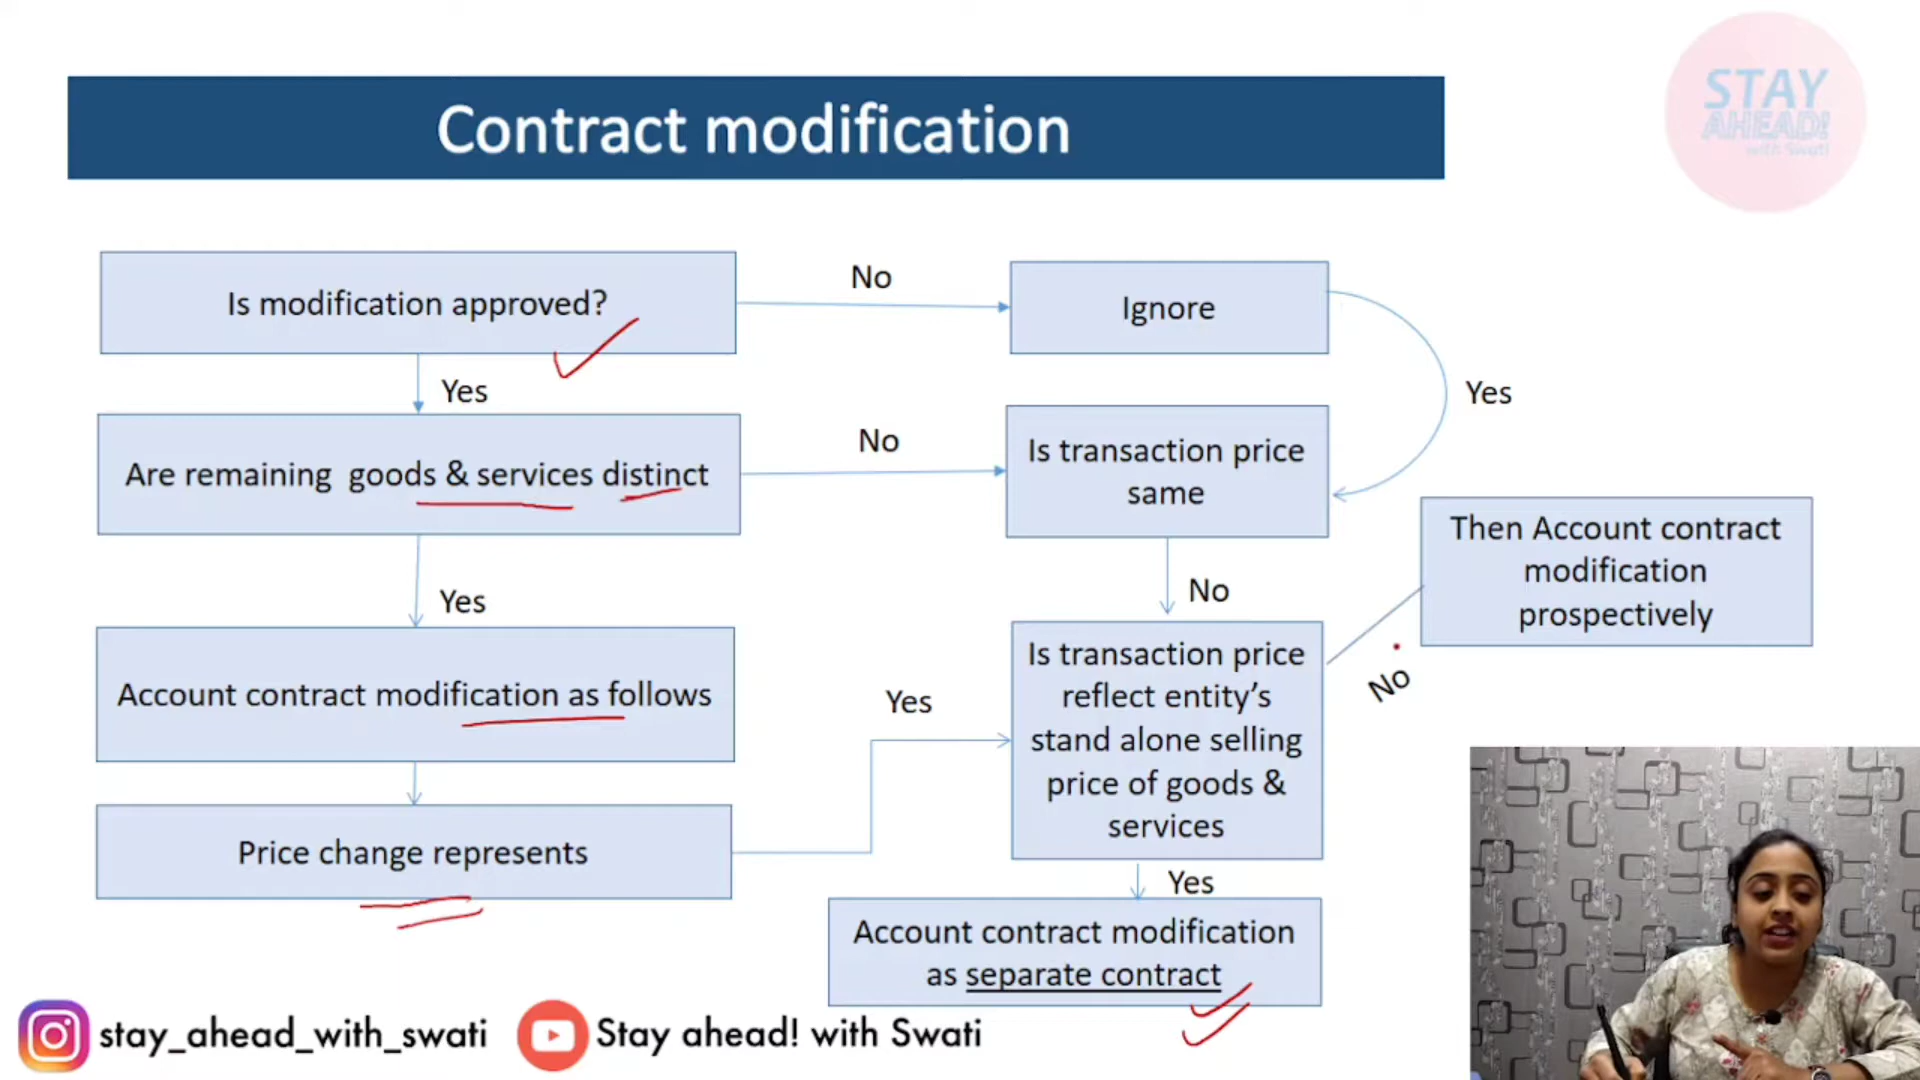 STAY
AHEAD!
with Swati
Contract modification
Is modification approved?
No
Ignore
Yes
Yes
Are remaining goods & services distinct
No
Is transaction price
same
Then Account contract
modification
prospectively
Yes
No
Account contract modification as follows
Yes
Is transaction price
reflect entity's
stand alone selling
price of goods &
services
No
Price change represents
Yes
Account contract modification
as separate contract
stay_ahead_with_swati
Stay ahead! with Swati